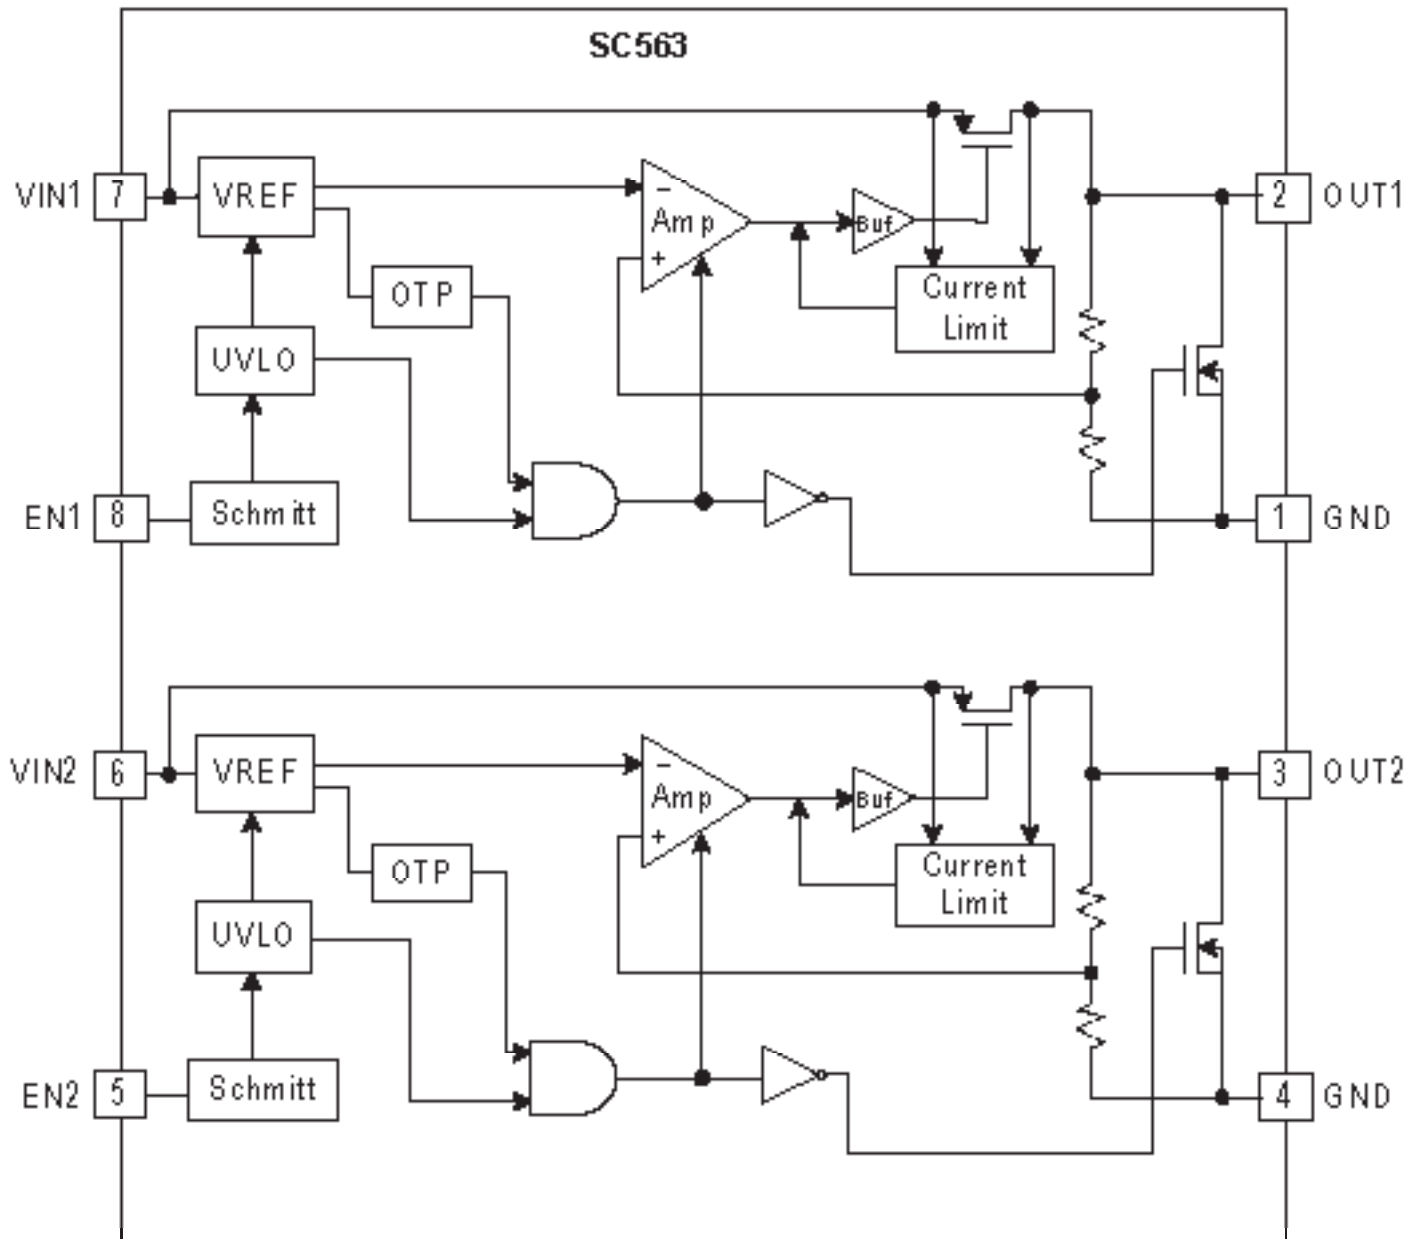 SC563
VIN1 7 VREF
- Amp +
Buf
2 OUT1
OTP
Current
Limit
UVLO
EN1 8 Schmitt
1 GND
VIN2 6 VREF
- Amp +
Buf
3 OUT2
OTP
Current
Limit
UVLO
EN2 5 Schmitt
4 GND